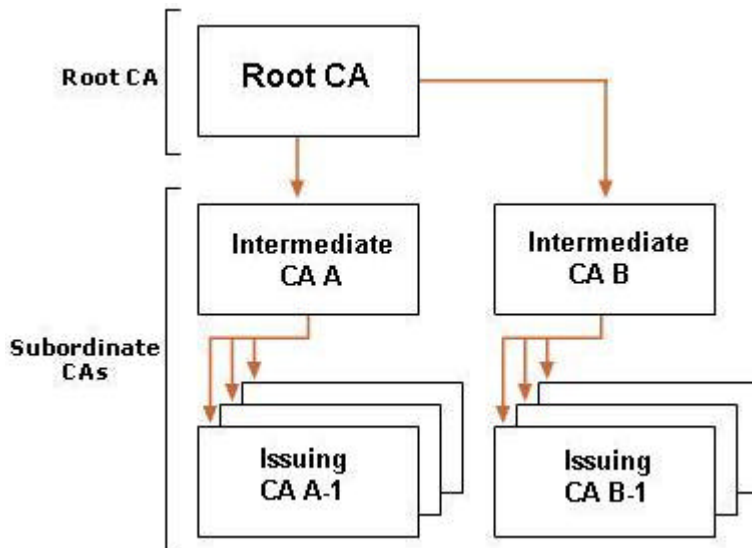 Root CA
Root CA
Intermediate
CA A
Intermediate
CA B
Subordinate
CAs
Issuing
CA A-1
Issuing
CA B-1